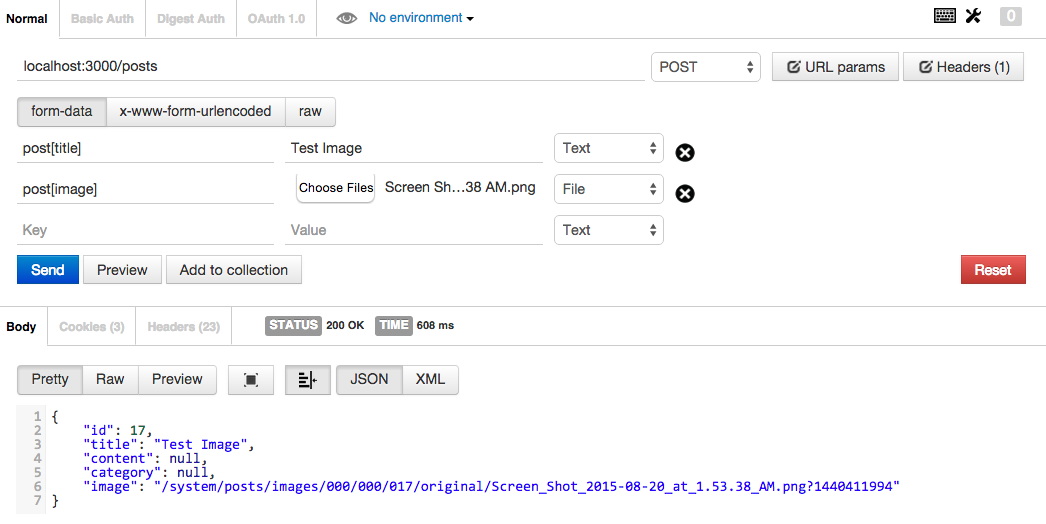 Normal Basic Auth Digest Auth OAuth 1.0 No environment 0
localhost:3000/posts POST URL params Headers (1)
form-data x-www-form-urlencoded raw
post[title] Test Image Text
post[image] Choose Files Screen Sh...38 AM.png File
Key Value Text
Send Preview Add to collection Reset
Body Cookies (3) Headers (23) STATUS 200 OK TIME 608 ms
Pretty Raw Preview JSON XML
1 {
2 "id": 17,
3 "title": "Test Image",
4 "content": null,
5 "category": null,
6 "image": "/system/posts/images/000/000/017/original/Screen_Shot_2015-08-20_at_1.53.38_AM.png?1440411994"
7 }